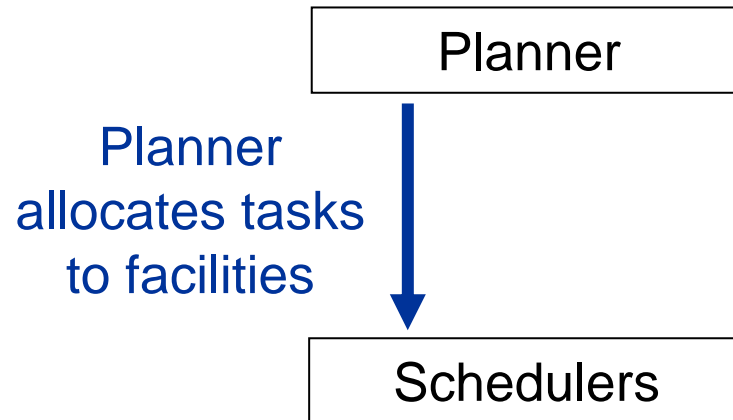 Planner
Planner
allocates tasks
to facilities
Schedulers